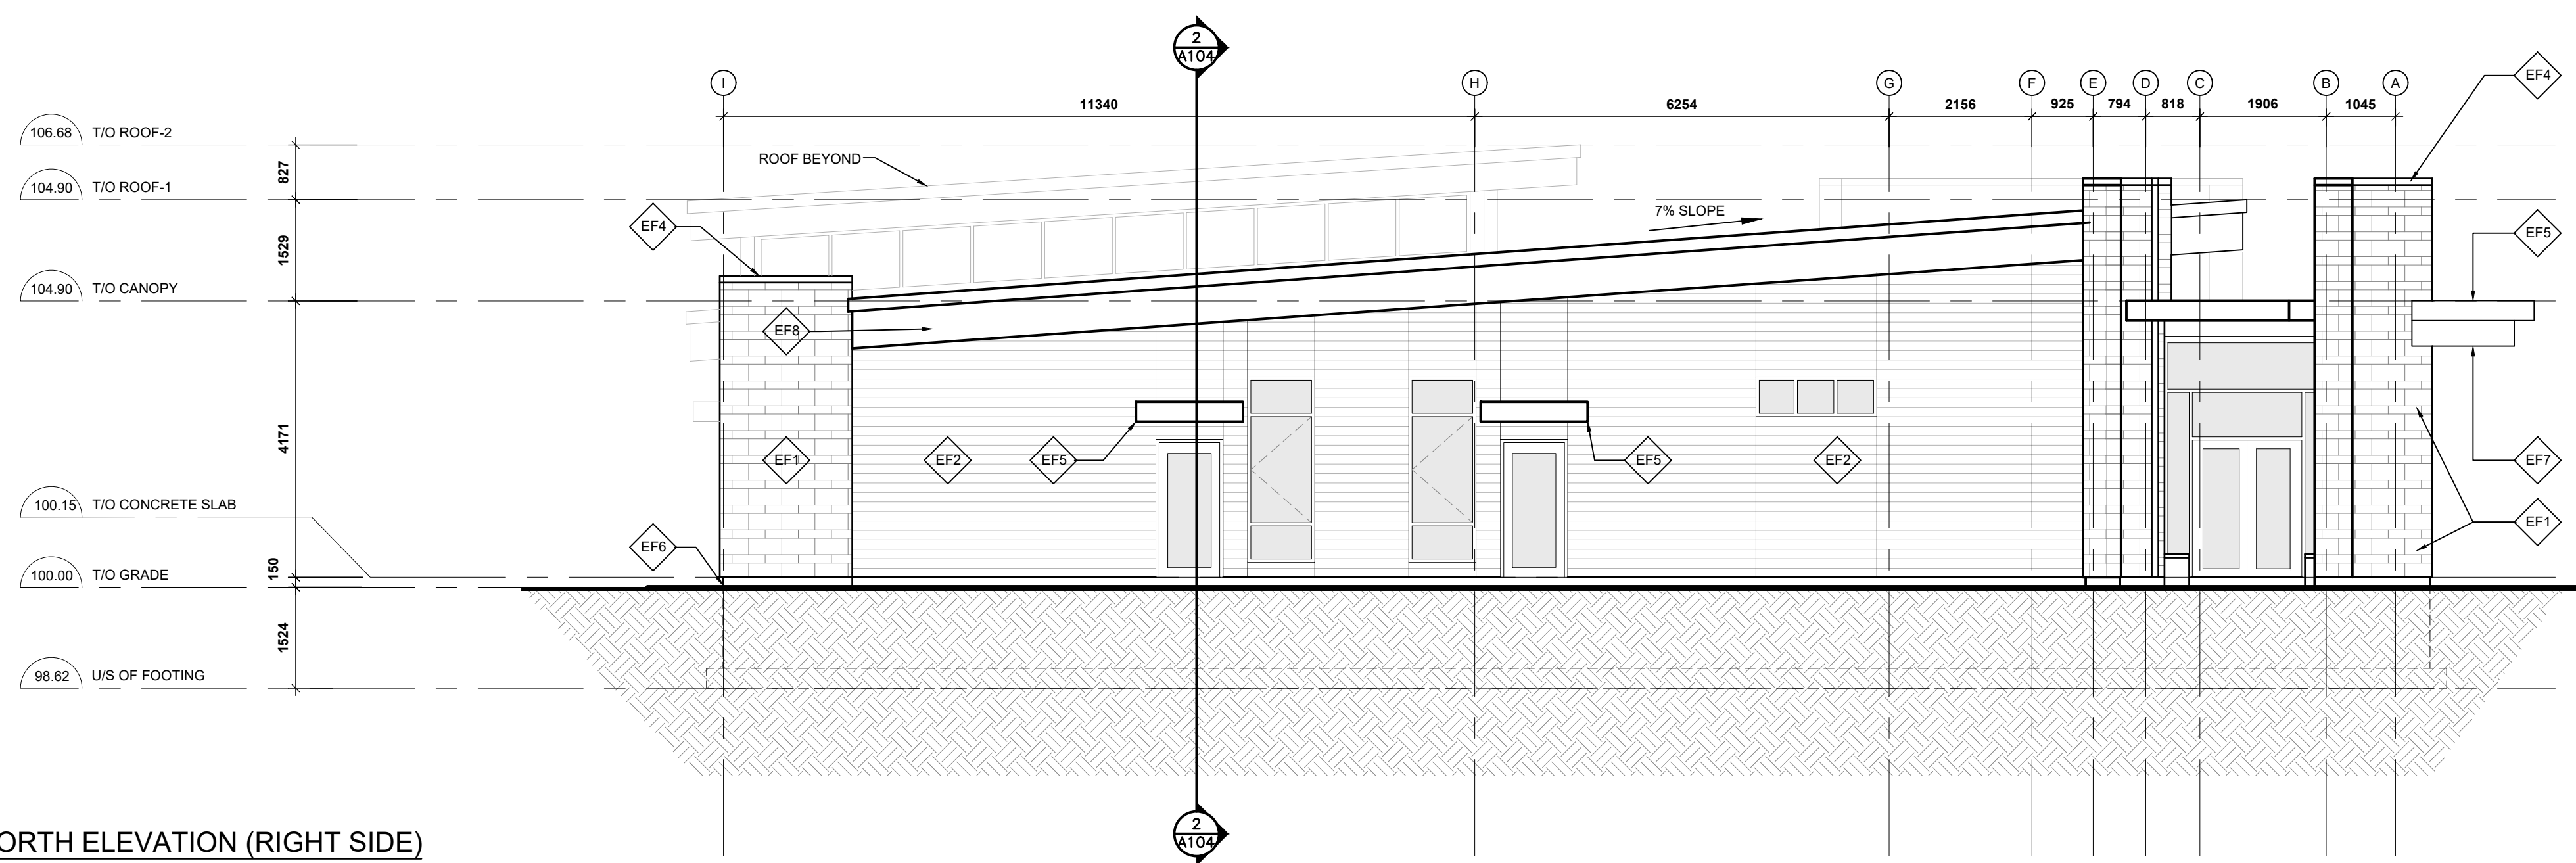 2
A104
I
H
G
F
E
D
C
B
A
EF4
11340
6254
2156
925
794
818
1906
1045
106.68 T/O ROOF-2
827
ROOF BEYOND
104.90 T/O ROOF-1
7% SLOPE
EF4
EF5
1529
104.90 T/O CANOPY
EF8
4171
EF1
EF2
EF5
EF5
EF2
EF7
100.15 T/O CONCRETE SLAB
EF1
EF6
150
100.00 T/O GRADE
1524
98.62 U/S OF FOOTING
2
A104
ORTH ELEVATION (RIGHT SIDE)